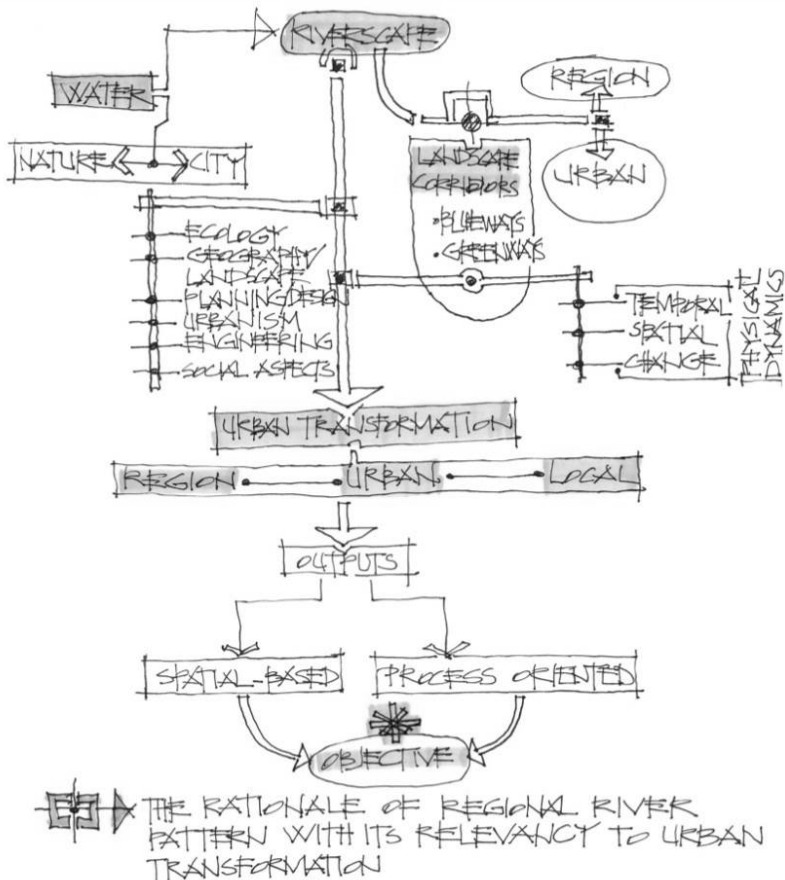 RIVERSCAPE
WATER
REGION
NATURE CITY
URBAN
LANDSCAPE
CORRIDORS
•BLUEWAYS
•GREENWAYS
ECOLOGY
GEOGRAPHY/
LANDSCAPE
PLANNING/DESIGN
URBANISM
ENGINEERING
SOCIAL ASPECTS
TEMPORAL
SPATIAL
CHANGE
PHYSICAL
DYNAMICS
URBAN TRANSFORMATION
REGION URBAN LOCAL
OUTPUTS
SPATIAL-BASED PROCESS ORIENTED
OBJECTIVE
THE RATIONALE OF REGIONAL RIVER
PATTERN WITH ITS RELEVANCY TO URBAN
TRANSFORMATION